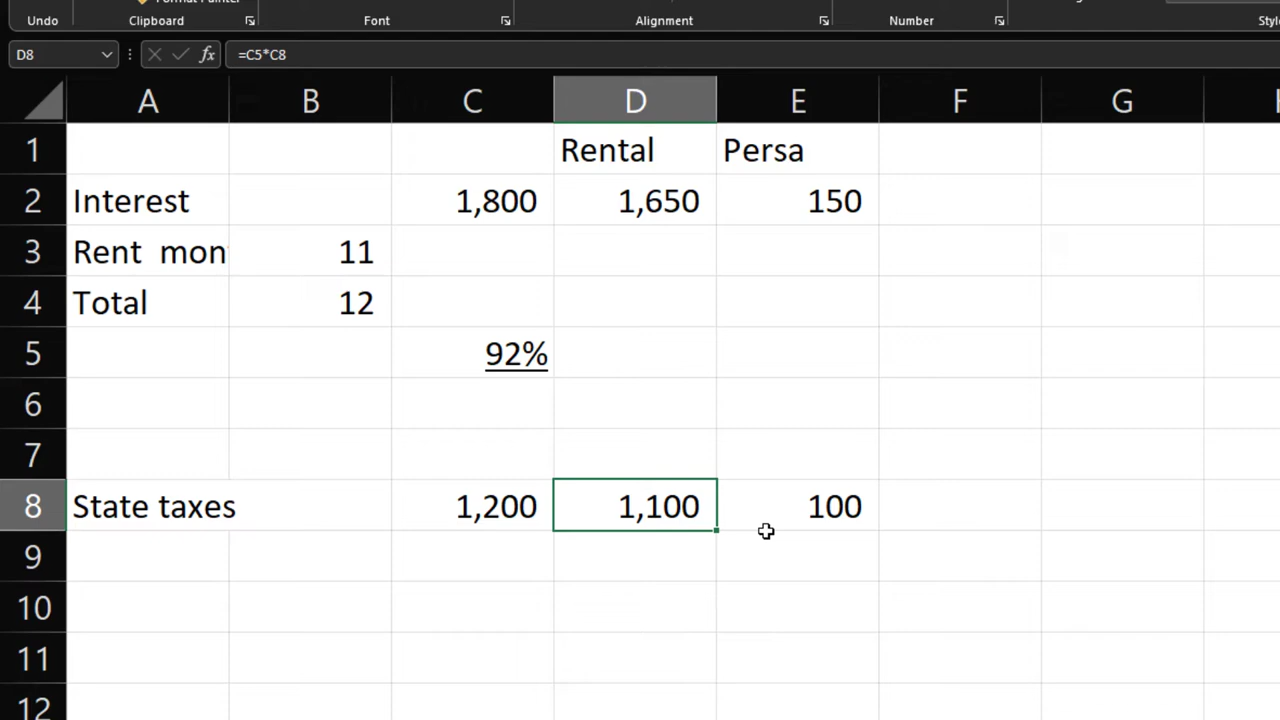 Undo Clipboard Font Alignment Number
D8 fx =C5*C8
A B C D E F G
1 Rental Persa
2 Interest 1,800 1,650 150
3 Rent mon 11
4 Total 12
5 92%
6
7
8 State taxes 1,200 1,100 100
9
10
11
12